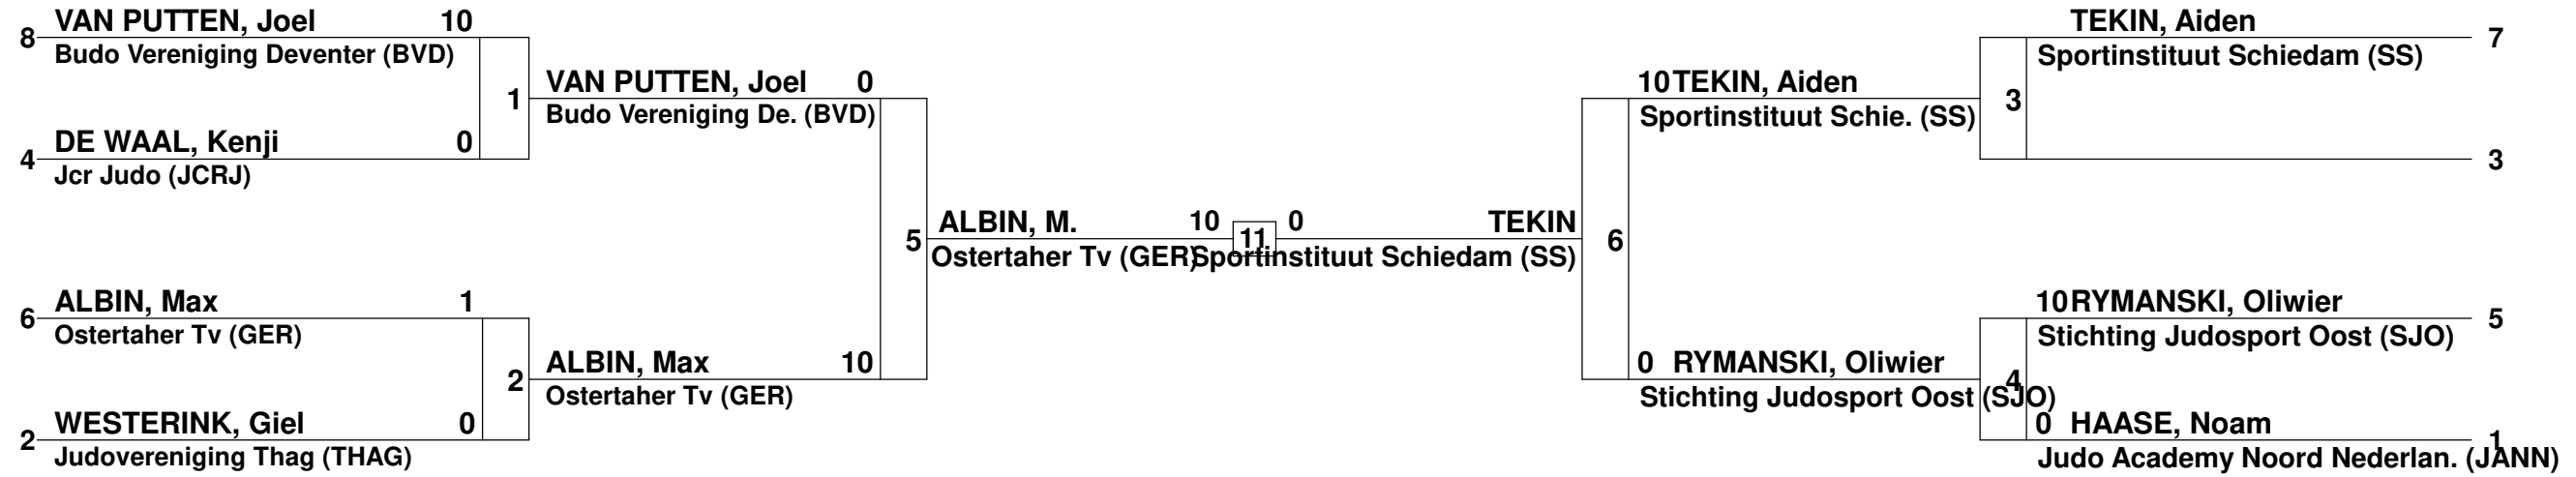 VAN PUTTEN, Joel 10
8
Budo Vereniging Deventer (BVD)
1
DE WAAL, Kenji 0
4
Jcr Judo (JCRJ)
VAN PUTTEN, Joel 0
Budo Vereniging De. (BVD)
ALBIN, Max 1
6
Ostertaher Tv (GER)
2
WESTERINK, Giel 0
2
Judovereniging Thag (THAG)
ALBIN, Max 10
Ostertaher Tv (GER)
5
ALBIN, M. 10
Ostertaher Tv (GER)
11
0 TEKIN
Sportinstituut Schiedam (SS)
6
10 TEKIN, Aiden
Sportinstituut Schie. (SS)
0 RYMANSKI, Oliwier
Stichting Judosport Oost (SJO)
3
TEKIN, Aiden
7
Sportinstituut Schiedam (SS)
3
4
10 RYMANSKI, Oliwier
5
Stichting Judosport Oost (SJO)
0 HAASE, Noam
1
Judo Academy Noord Nederlan. (JANN)